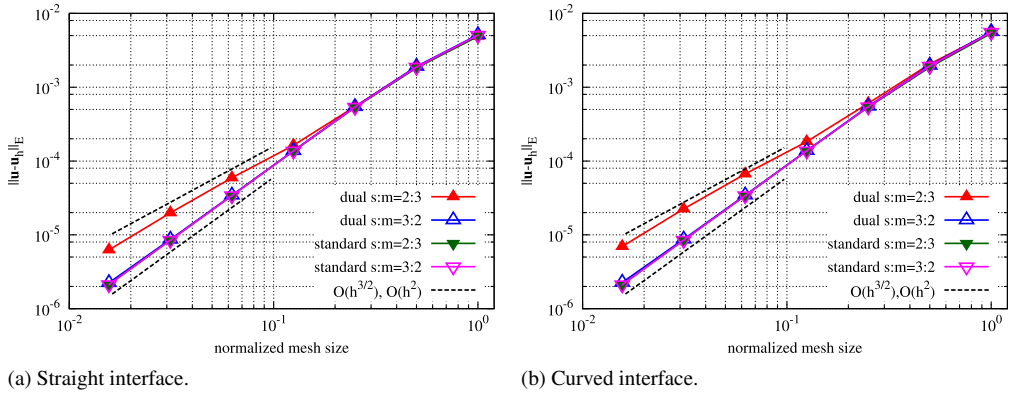 10^-2
10^-3
10^-4
10^-5
10^-6
||u-u_h||_E
dual s:m=2:3
dual s:m=3:2
standard s:m=2:3
standard s:m=3:2
O(h^3/2), O(h^2)
10^-2
10^-1
10^0
normalized mesh size
(a) Straight interface.
10^-2
10^-3
10^-4
10^-5
10^-6
||u-u_h||_E
dual s:m=2:3
dual s:m=3:2
standard s:m=2:3
standard s:m=3:2
O(h^3/2),O(h^2)
10^-2
10^-1
10^0
normalized mesh size
(b) Curved interface.